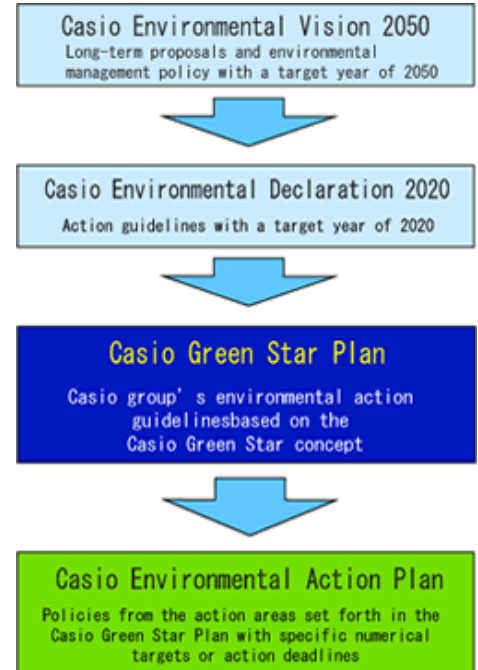 Casio Environmental Vision 2050
Long-term proposals and environmental
management policy with a target year of 2050
Casio Environmental Declaration 2020
Action guidelines with a target year of 2020
Casio Green Star Plan
Casio group's environmental action
guidelinesbased on the
Casio Green Star concept
Casio Environmental Action Plan
Policies from the action areas set forth in the
Casio Green Star Plan with specific numerical
targets or action deadlines